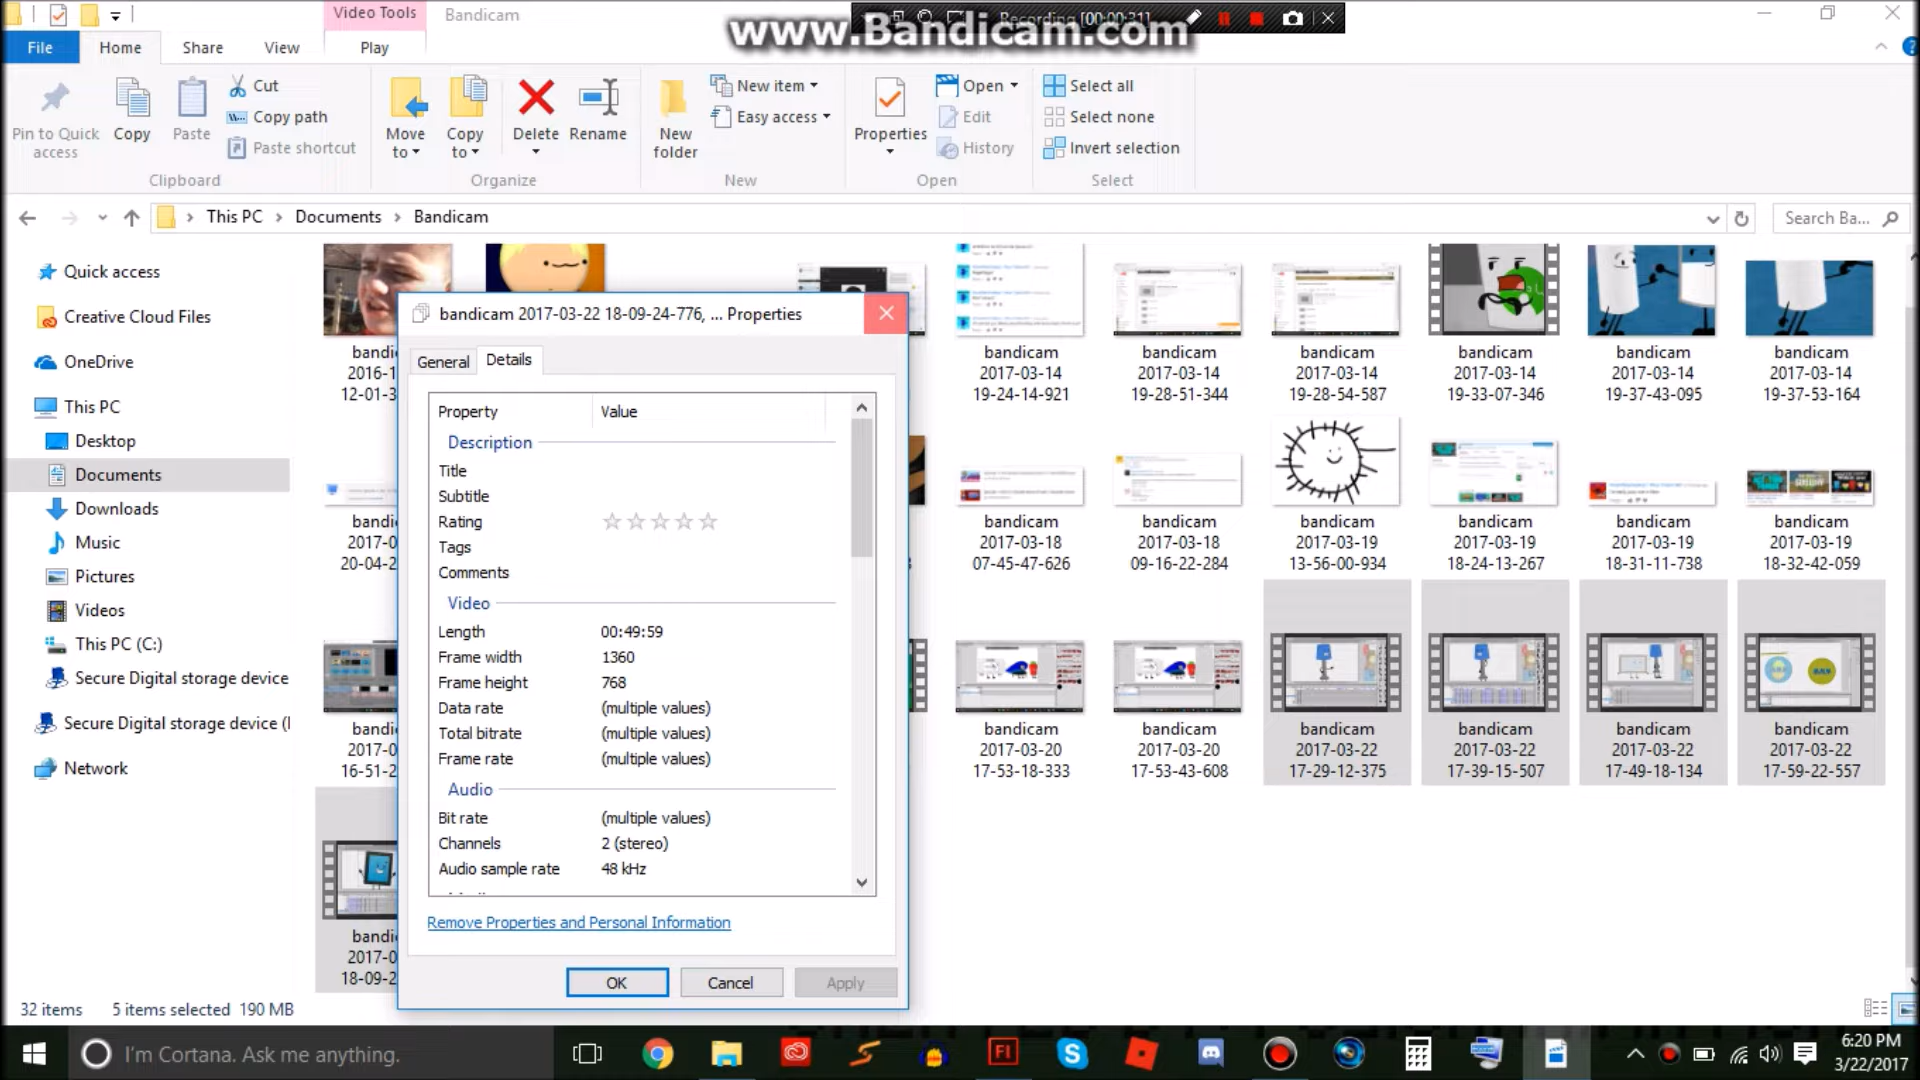 Video Tools
Bandicam
Recording [00:00:31]
www.Bandicam.com
File
Home
Share
View
Play
Pin to Quick
access
Copy
Paste
Cut
Copy path
Paste shortcut
Clipboard
Move
to
Copy
to
Delete
Rename
Organize
New
folder
New item
Easy access
New
Properties
Open
Edit
History
Open
Select all
Select none
Invert selection
Select
This PC
Documents
Bandicam
Search Ba...
Quick access
Creative Cloud Files
OneDrive
This PC
Desktop
Documents
Downloads
Music
Pictures
Videos
This PC (C:)
Secure Digital storage device
Secure Digital storage device (
Network
bandi
2016-1
12-01-3
bandicam
2017-03-14
19-24-14-921
bandicam
2017-03-14
19-28-51-344
bandicam
2017-03-14
19-28-54-587
bandicam
2017-03-14
19-33-07-346
bandicam
2017-03-14
19-37-43-095
bandicam
2017-03-14
19-37-53-164
bandi
2017-0
20-04-2
bandicam
2017-03-18
07-45-47-626
bandicam
2017-03-18
09-16-22-284
bandicam
2017-03-19
13-56-00-934
bandicam
2017-03-19
18-24-13-267
bandicam
2017-03-19
18-31-11-738
bandicam
2017-03-19
18-32-42-059
bandi
2017-0
16-51-2
bandicam
2017-03-20
17-53-18-333
bandicam
2017-03-20
17-53-43-608
bandicam
2017-03-22
17-29-12-375
bandicam
2017-03-22
17-39-15-507
bandicam
2017-03-22
17-49-18-134
bandicam
2017-03-22
17-59-22-557
bandi
2017-0
18-09-2
bandicam 2017-03-22 18-09-24-776, ... Properties
General
Details
Property Value
Description
Title
Subtitle
Rating
Tags
Comments
Video
Length 00:49:59
Frame width 1360
Frame height 768
Data rate (multiple values)
Total bitrate (multiple values)
Frame rate (multiple values)
Audio
Bit rate (multiple values)
Channels 2 (stereo)
Audio sample rate 48 kHz
Remove Properties and Personal Information
OK
Cancel
Apply
32 items
5 items selected 190 MB
I'm Cortana. Ask me anything.
Fl
6:20 PM
3/22/2017